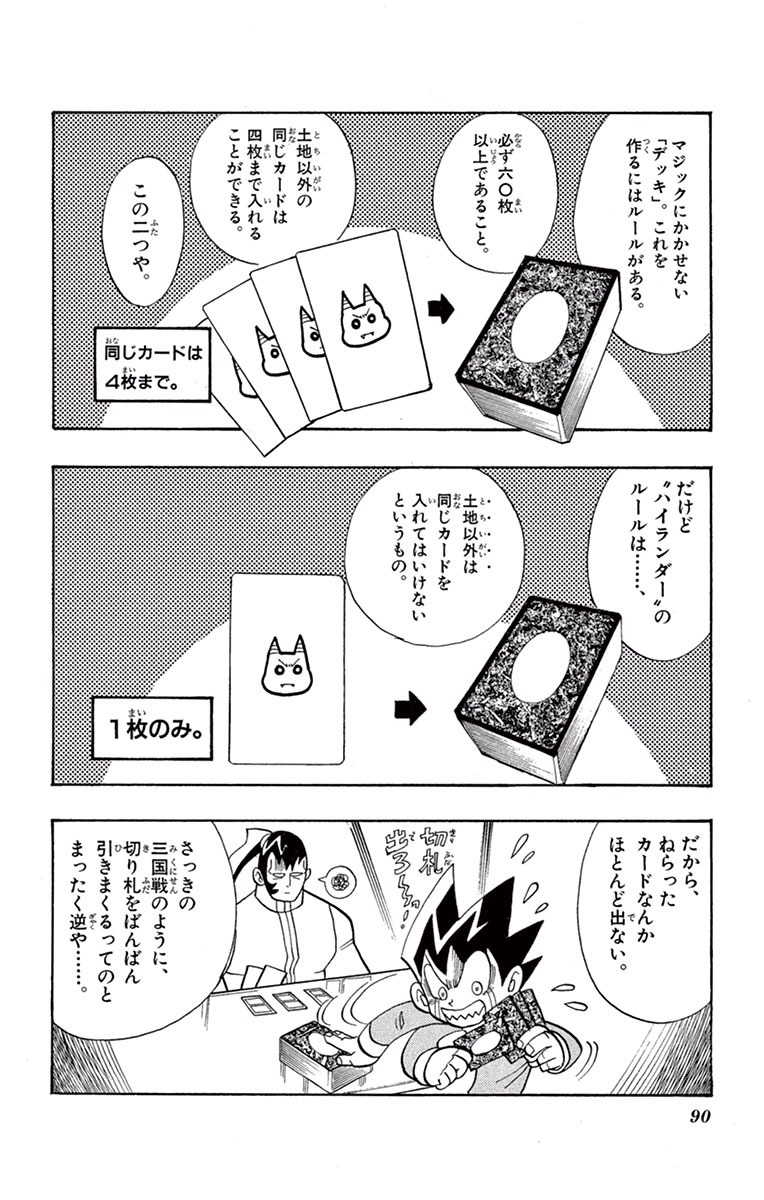 マジックにかかせない
「デッキ」。これを
作るにはルールがある。
必ず六〇枚
以上であること。
土地以外の
同じカードは
四枚まで入れる
ことができる。
この二つや。
同じカードは
4枚まで。
だけど
〝ハイランダー〟の
ルールは……、
土地以外は
同じカードを
入れてはいけない
というもの。
1枚のみ。
だから、
ねらった
カードなんか
ほとんど出ない。
切札
出ろ〜〜っ
さっきの
三国戦のように、
切り札をばんばん
引きまくるってのと
まったく逆や……。
90